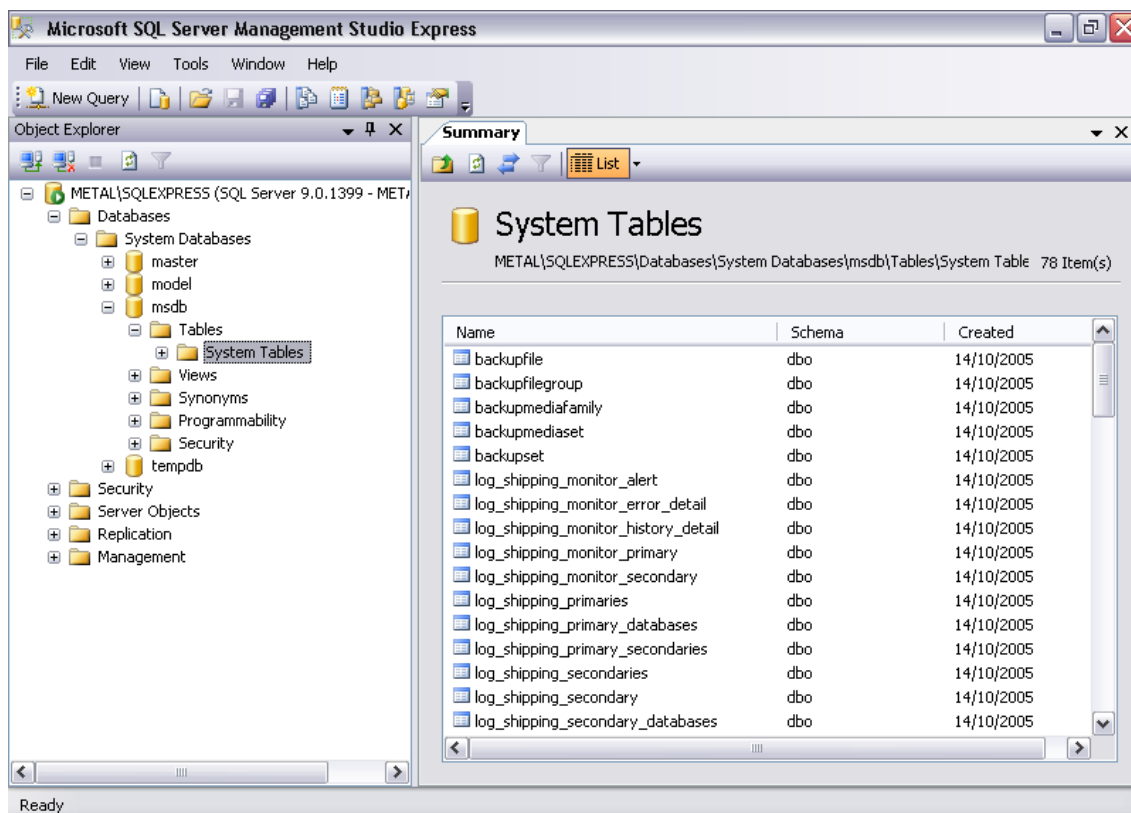 Microsoft SQL Server Management Studio Express
File Edit View Tools Window Help
New Query
Object Explorer
METAL\SQLEXPRESS (SQL Server 9.0.1399 - META
Databases
System Databases
master
model
msdb
Tables
System Tables
Views
Synonyms
Programmability
Security
tempdb
Security
Server Objects
Replication
Management
Summary
List
System Tables
METAL\SQLEXPRESS\Databases\System Databases\msdb\Tables\System Table 78 Item(s)
Name Schema Created
backupfile dbo 14/10/2005
backupfilegroup dbo 14/10/2005
backupmediafamily dbo 14/10/2005
backupmediaset dbo 14/10/2005
backupset dbo 14/10/2005
log_shipping_monitor_alert dbo 14/10/2005
log_shipping_monitor_error_detail dbo 14/10/2005
log_shipping_monitor_history_detail dbo 14/10/2005
log_shipping_monitor_primary dbo 14/10/2005
log_shipping_monitor_secondary dbo 14/10/2005
log_shipping_primaries dbo 14/10/2005
log_shipping_primary_databases dbo 14/10/2005
log_shipping_primary_secondaries dbo 14/10/2005
log_shipping_secondaries dbo 14/10/2005
log_shipping_secondary dbo 14/10/2005
log_shipping_secondary_databases dbo 14/10/2005
Ready